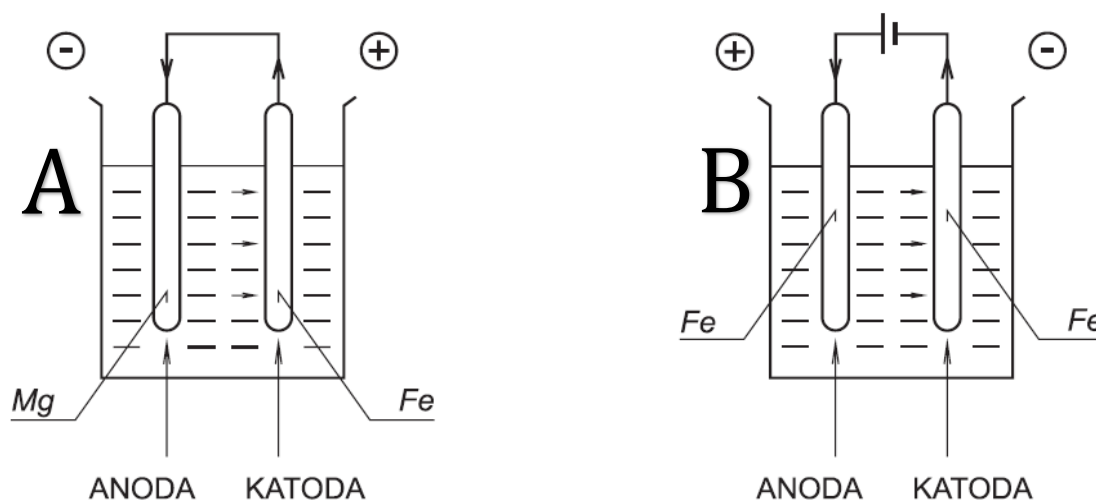 - + + -
A B
Fe Fe
Mg Fe
ANODA KATODA ANODA KATODA